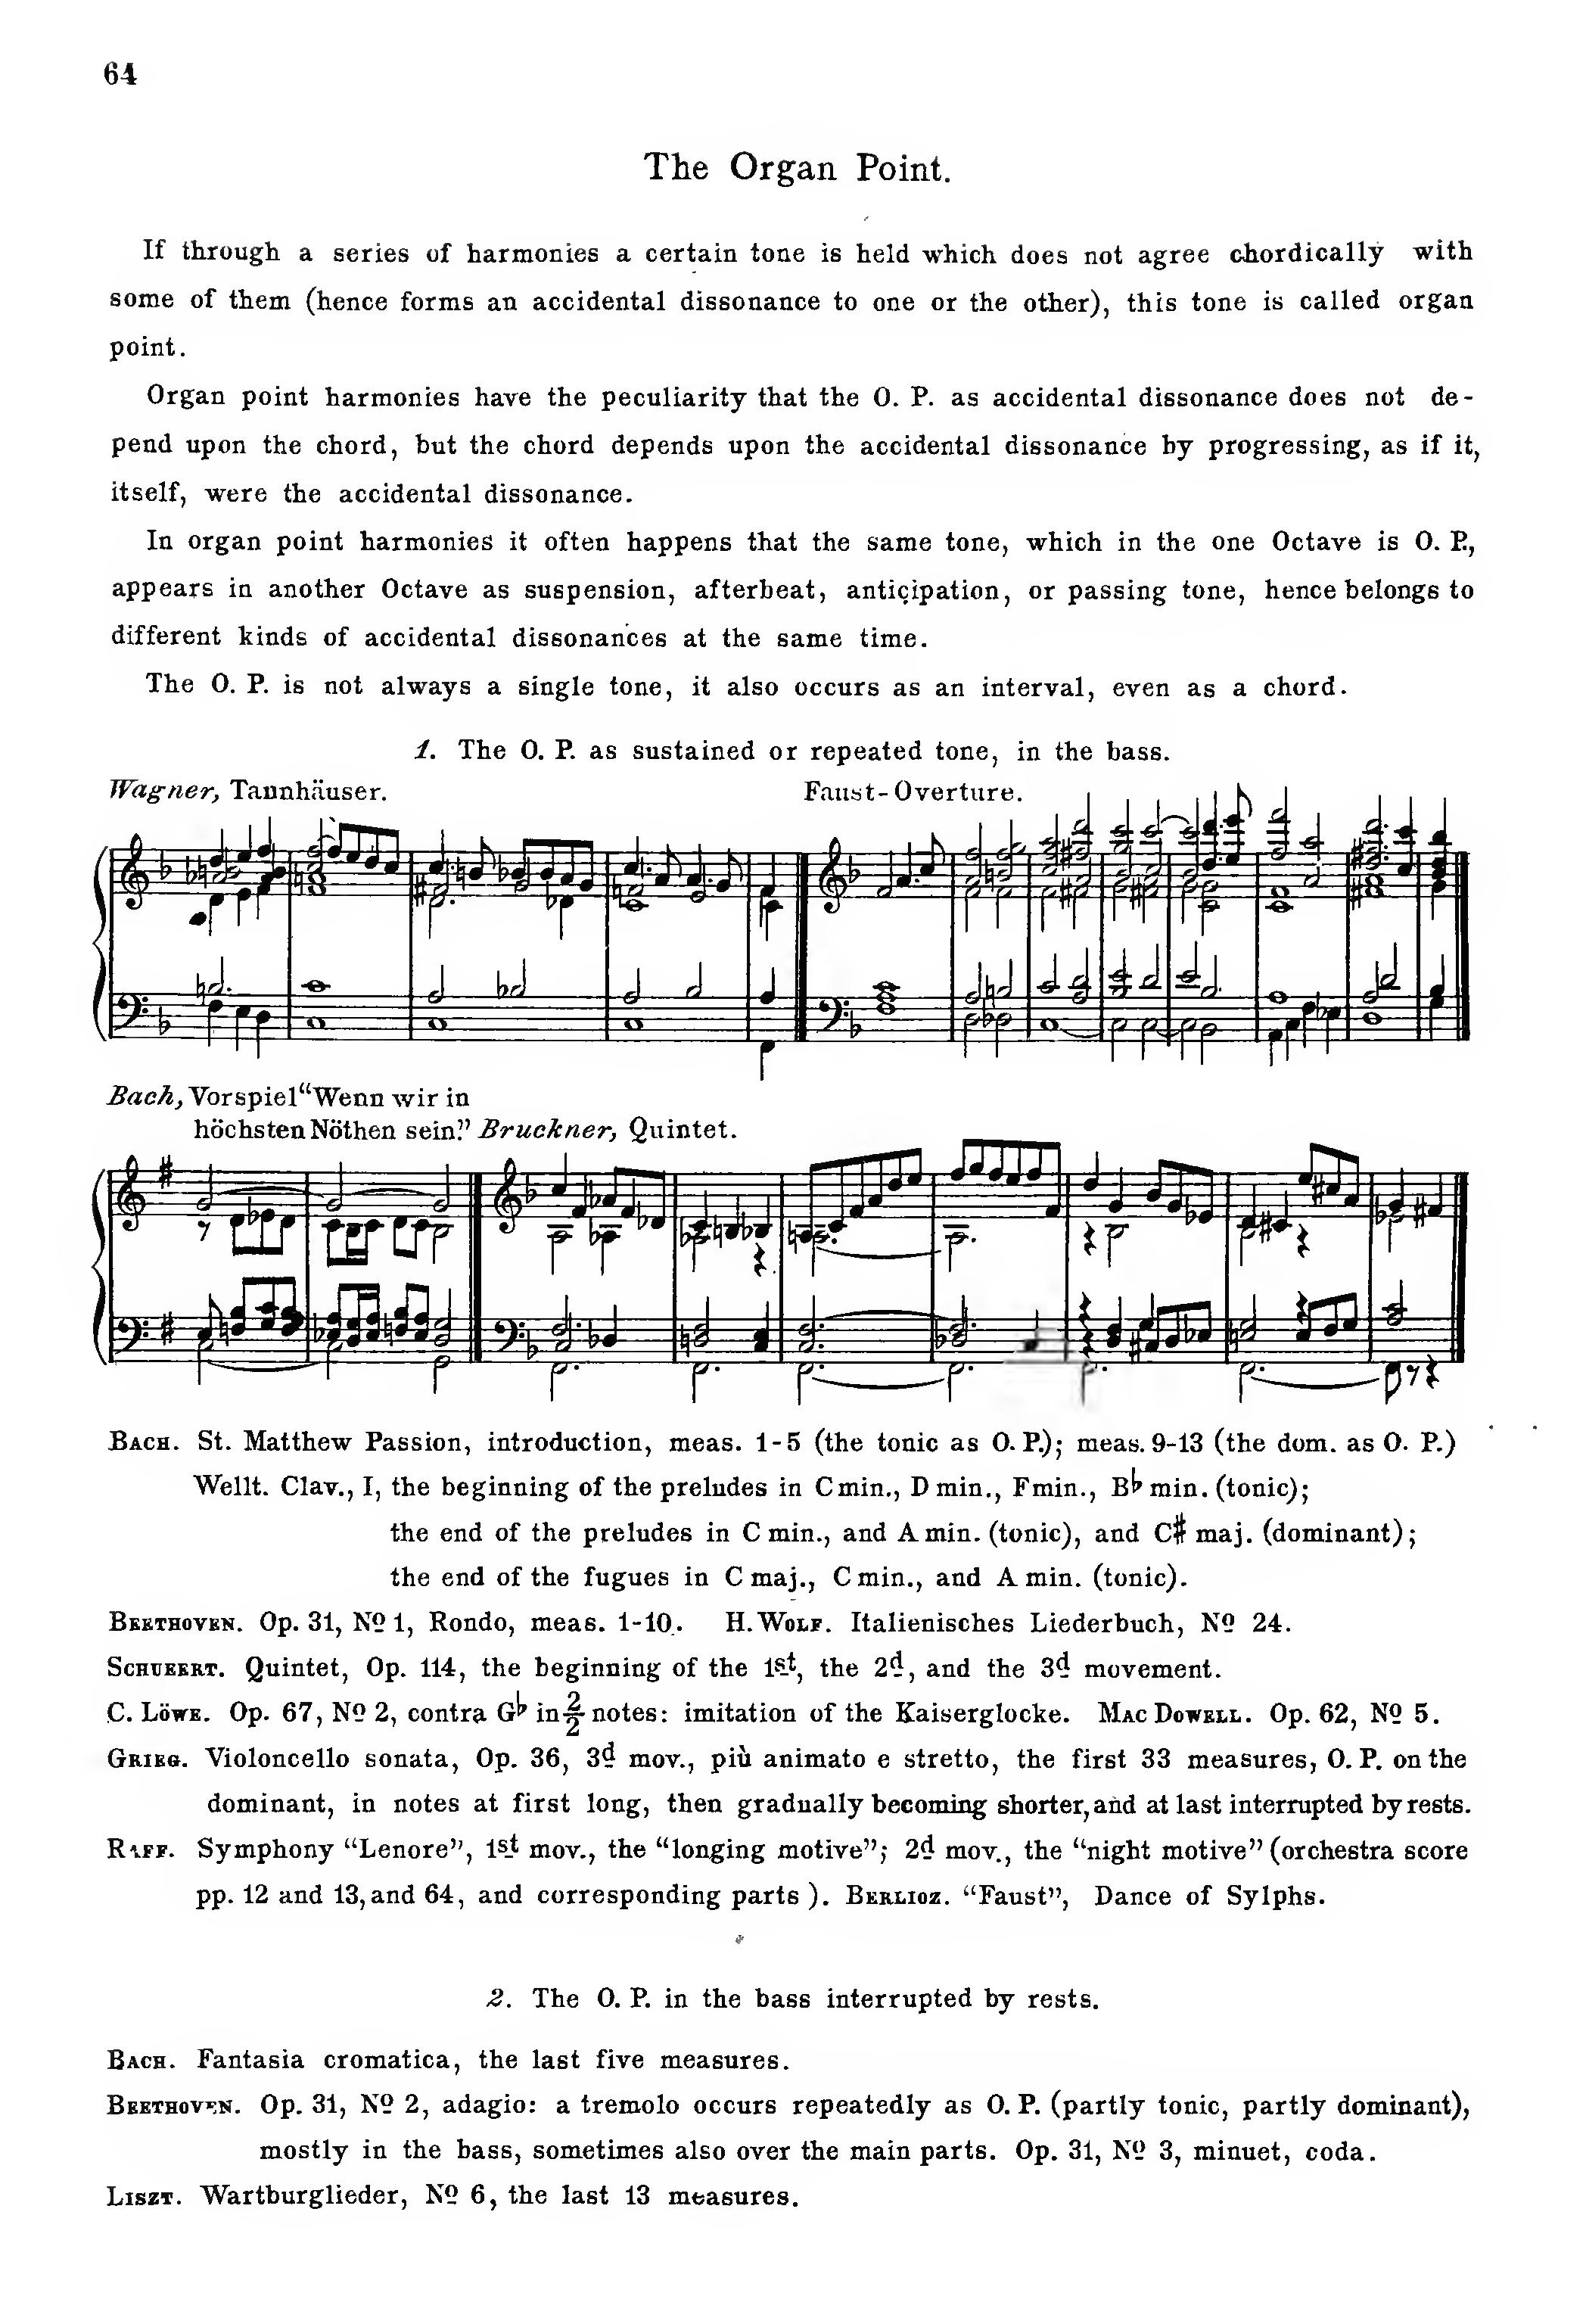 64
The Organ Point.
If through a series of harmonies a certain tone is held which does not agree chordically with
some of them (hence forms an accidental dissonance to one or the other), this tone is called organ
point.
Organ point harmonies have the peculiarity that the O. P. as accidental dissonance does not de-
pend upon the chord, but the chord depends upon the accidental dissonance by progressing, as if it,
itself, were the accidental dissonance.
In organ point harmonies it often happens that the same tone, which in the one Octave is O. P.,
appears in another Octave as suspension, afterbeat, anticipation, or passing tone, hence belongs to
different kinds of accidental dissonances at the same time.
The O. P. is not always a single tone, it also occurs as an interval, even as a chord.
1. The O. P. as sustained or repeated tone, in the bass.
Wagner, Tannhäuser. Faust-Overture.
Bach, Vorspiel "Wenn wir in
höchsten Nöthen sein." Bruckner, Quintet.
BACH. St. Matthew Passion, introduction, meas. 1-5 (the tonic as O. P.); meas. 9-13 (the dom. as O. P.)
Wellt. Clav., I, the beginning of the preludes in C min., D min., F min., B♭ min. (tonic);
the end of the preludes in C min., and A min. (tonic), and C♯ maj. (dominant);
the end of the fugues in C maj., C min., and A min. (tonic).
BEETHOVEN. Op. 31, Nº 1, Rondo, meas. 1-10. H. WOLF. Italienisches Liederbuch, Nº 24.
SCHUBERT. Quintet, Op. 114, the beginning of the 1st, the 2d, and the 3d movement.
C. LÖWE. Op. 67, Nº 2, contra G♭ in 2/2 notes: imitation of the Kaiserglocke. MAC DOWELL. Op. 62, Nº 5.
GRIEG. Violoncello sonata, Op. 36, 3d mov., più animato e stretto, the first 33 measures, O. P. on the
dominant, in notes at first long, then gradually becoming shorter, and at last interrupted by rests.
RAFF. Symphony "Lenore", 1st mov., the "longing motive"; 2d mov., the "night motive" (orchestra score
pp. 12 and 13, and 64, and corresponding parts). BERLIOZ. "Faust", Dance of Sylphs.
2. The O. P. in the bass interrupted by rests.
BACH. Fantasia cromatica, the last five measures.
BEETHOVEN. Op. 31, Nº 2, adagio: a tremolo occurs repeatedly as O. P. (partly tonic, partly dominant),
mostly in the bass, sometimes also over the main parts. Op. 31, Nº 3, minuet, coda.
LISZT. Wartburglieder, Nº 6, the last 13 measures.